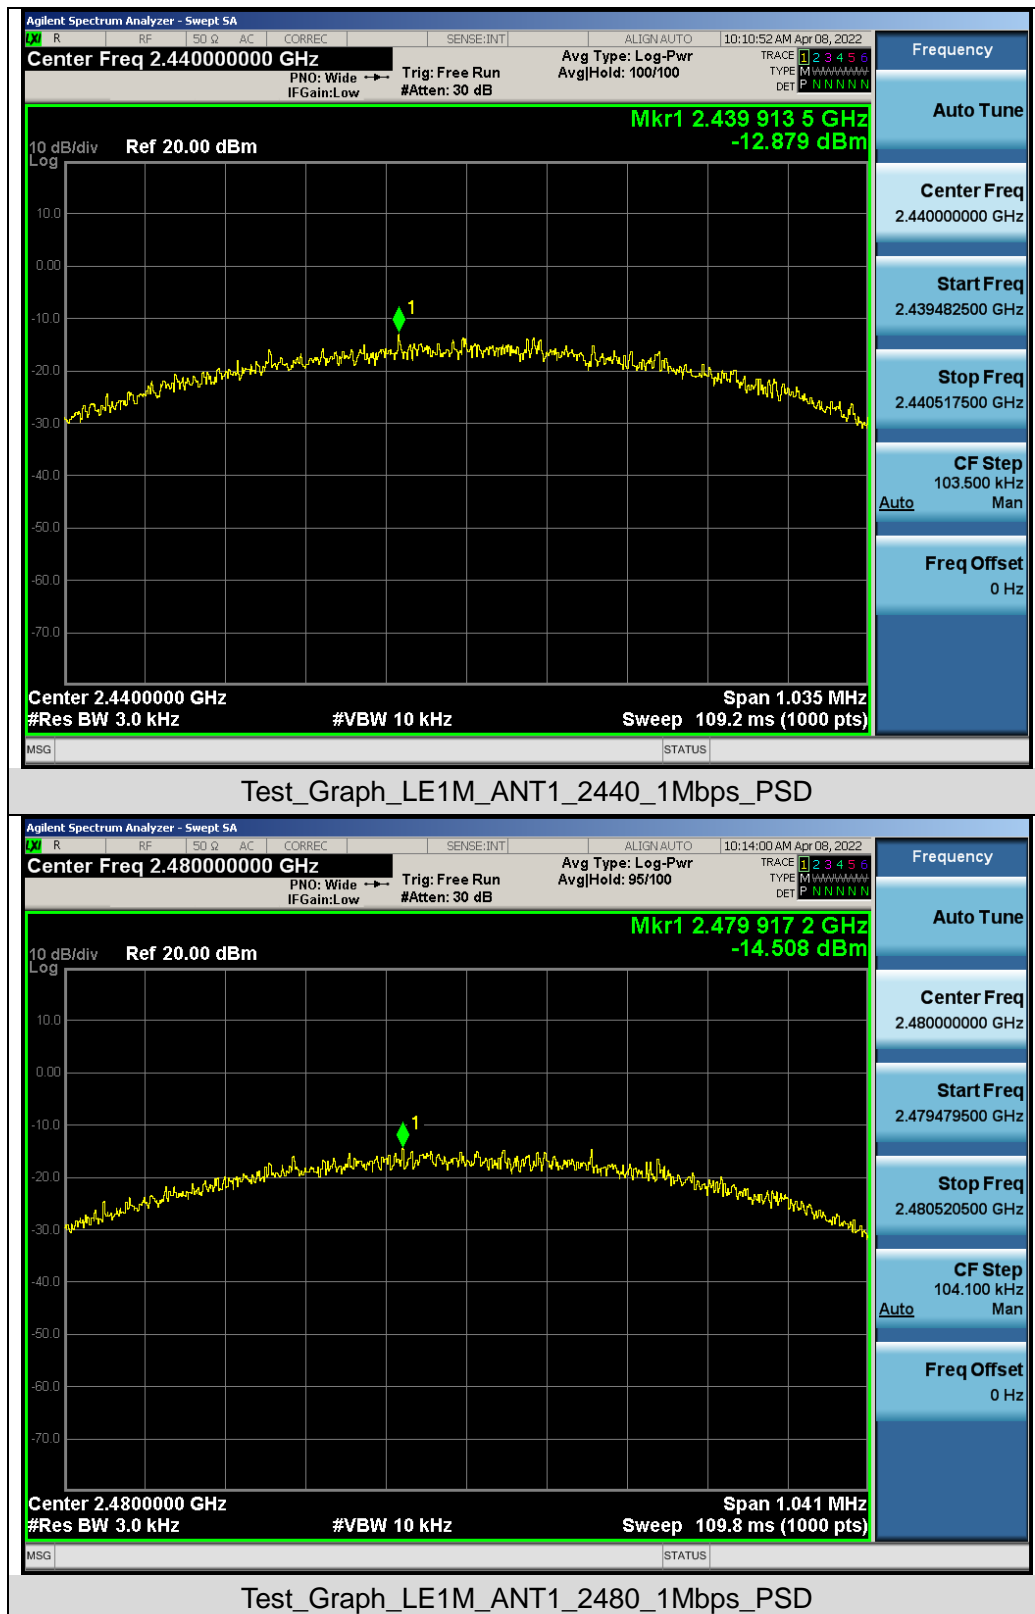 Agilent Spectrum Analyzer - Swept SA
LXI R RF 50 Ω AC CORREC SENSE:INT ALIGN AUTO 10:10:52 AM Apr 08, 2022
Center Freq 2.440000000 GHz
PNO: Wide Trig: Free Run
IFGain:Low #Atten: 30 dB
Avg Type: Log-Pwr
Avg|Hold: 100/100
TRACE 1 2 3 4 5 6
TYPE M
DET P N N N N N
Frequency
Auto Tune
Center Freq
2.440000000 GHz
Start Freq
2.439482500 GHz
Stop Freq
2.440517500 GHz
CF Step
103.500 kHz
Auto Man
Freq Offset
0 Hz
Mkr1 2.439 913 5 GHz
-12.879 dBm
10 dB/div Ref 20.00 dBm
Log
10.0
0.00
1
-10.0
-20.0
-30.0
-40.0
-50.0
-60.0
-70.0
Center 2.4400000 GHz Span 1.035 MHz
#Res BW 3.0 kHz #VBW 10 kHz Sweep 109.2 ms (1000 pts)
MSG STATUS
Test_Graph_LE1M_ANT1_2440_1Mbps_PSD
Agilent Spectrum Analyzer - Swept SA
LXI R RF 50 Ω AC CORREC SENSE:INT ALIGN AUTO 10:14:00 AM Apr 08, 2022
Center Freq 2.480000000 GHz
PNO: Wide Trig: Free Run
IFGain:Low #Atten: 30 dB
Avg Type: Log-Pwr
Avg|Hold: 95/100
TRACE 1 2 3 4 5 6
TYPE M
DET P N N N N N
Frequency
Auto Tune
Center Freq
2.480000000 GHz
Start Freq
2.479479500 GHz
Stop Freq
2.480520500 GHz
CF Step
104.100 kHz
Auto Man
Freq Offset
0 Hz
Mkr1 2.479 917 2 GHz
-14.508 dBm
10 dB/div Ref 20.00 dBm
Log
10.0
0.00
-10.0
1
-20.0
-30.0
-40.0
-50.0
-60.0
-70.0
Center 2.4800000 GHz Span 1.041 MHz
#Res BW 3.0 kHz #VBW 10 kHz Sweep 109.8 ms (1000 pts)
MSG STATUS
Test_Graph_LE1M_ANT1_2480_1Mbps_PSD